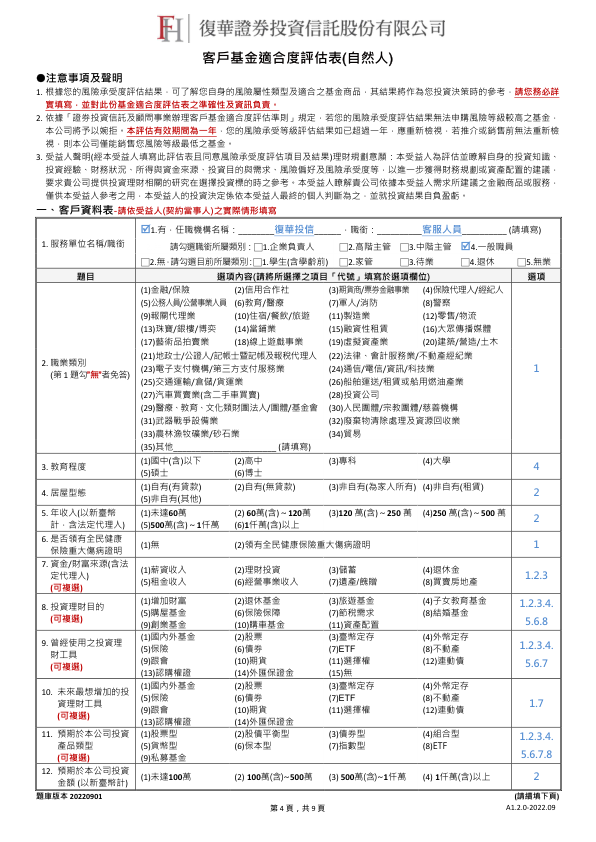 FH 復華證券投資信託股份有限公司
客戶基金適合度評估表(自然人)
●注意事項及聲明
1. 根據您的風險承受度評估結果，可了解您自身的風險屬性類型及適合之基金商品，其結果將作為您投資決策時的參考，請您務必詳
實填寫，並對此份基金適合度評估表之準確性及資訊負責。
2. 依據「證券投資信託及顧問事業辦理客戶基金適合度評估準則」規定，若您的風險承受度評估結果無法申購風險等級較高之基金，
本公司將予以婉拒。本評估有效期間為一年，您的風險承受等級評估結果如已超過一年，應重新檢視，若推介或銷售前無法重新檢
視，則本公司僅能銷售您風險等級最低之基金。
3. 受益人聲明(經本受益人填寫此評估表且同意風險承受度評估項目及結果)理財規劃意願：本受益人為評估並瞭解自身的投資知識、
投資經驗、財務狀況、所得與資金來源、投資目的與需求、風險偏好及風險承受度等，以進一步獲得財務規劃或資產配置的建議，
要求貴公司提供投資理財相關的研究在選擇投資標的時之參考。本受益人瞭解貴公司依據本受益人需求所建議之金融商品或服務，
僅供本受益人參考之用，本受益人的投資決定係依本受益人最終的個人判斷為之，並就投資結果自負盈虧。
一、客戶資料表-請依受益人(契約當事人)之實際情形填寫
1. 服務單位名稱/職銜
☑1.有，任職機構名稱：復華投信，職銜：客服人員 (請填寫)
請勾選職銜所屬類別：□1.企業負責人 □2.高階主管 □3.中階主管 ☑4.一般職員
□2.無，請勾選目前所屬類別：□1.學生(含學齡前) □2.家管 □3.待業 □4.退休 □5.無業
題目 選項內容(請將所選擇之項目「代號」填寫於選項欄位) 選項
2. 職業類別
(第 1 題勾"無"者免答)
(1)金融/保險 (2)信用合作社 (3)期貨商/票券金融事業 (4)保險代理人/經紀人
(5)公務人員/公營事業人員 (6)教育/醫療 (7)軍人/消防 (8)警察
(9)報關代理業 (10)住宿/餐飲/旅遊 (11)製造業 (12)零售/物流
(13)珠寶/銀樓/博奕 (14)當鋪業 (15)融資性租賃 (16)大眾傳播媒體
(17)藝術品拍賣業 (18)線上遊戲事業 (19)虛擬資產業 (20)建築/營造/土木
(21)地政士/公證人/記帳士暨記帳及報稅代理人 (22)法律、會計服務業/不動產經紀業
(23)電子支付機構/第三方支付服務業 (24)通信/電信/資訊/科技業
(25)交通運輸/倉儲/貨運業 (26)船舶運送/租賃或船用燃油產業
(27)汽車買賣業(含二手車買賣) (28)投資公司
(29)醫療、教育、文化類財團法人/團體/基金會 (30)人民團體/宗教團體/慈善機構
(31)武器戰爭設備業 (32)廢棄物清除處理及資源回收業
(33)農林漁牧礦業/砂石業 (34)貿易
(35)其他 (請填寫)
1
3. 教育程度
(1)國中(含)以下 (2)高中 (3)專科 (4)大學
(5)碩士 (6)博士
4
4. 居屋型態
(1)自有(有貸款) (2)自有(無貸款) (3)非自有(為家人所有) (4)非自有(租賃)
(5)非自有(其他)
2
5. 年收入(以新臺幣
計，含法定代理人)
(1)未達60萬 (2) 60萬(含)～120萬 (3)120 萬(含)～250 萬 (4)250 萬(含)～500 萬
(5)500萬(含)～1仟萬 (6)1仟萬(含)以上
2
6. 是否領有全民健康
保險重大傷病證明
(1)無 (2)領有全民健康保險重大傷病證明
1
7. 資金/財富來源(含法
定代理人)
(可複選)
(1)薪資收入 (2)理財投資 (3)儲蓄 (4)退休金
(5)租金收入 (6)經營事業收入 (7)遺產/餽贈 (8)買賣房地產
1.2.3
8. 投資理財目的
(可複選)
(1)增加財富 (2)退休基金 (3)旅遊基金 (4)子女教育基金
(5)購屋基金 (6)保險保障 (7)節稅需求 (8)結婚基金
(9)創業基金 (10)購車基金 (11)資產配置
1.2.3.4.
5.6.8
9. 曾經使用之投資理
財工具
(可複選)
(1)國內外基金 (2)股票 (3)臺幣定存 (4)外幣定存
(5)保險 (6)債券 (7)ETF (8)不動產
(9)跟會 (10)期貨 (11)選擇權 (12)連動債
(13)認購權證 (14)外匯保證金 (15)無
1.2.3.4.
5.6.7
10. 未來最想增加的投
資理財工具
(可複選)
(1)國內外基金 (2)股票 (3)臺幣定存 (4)外幣定存
(5)保險 (6)債券 (7)ETF (8)不動產
(9)跟會 (10)期貨 (11)選擇權 (12)連動債
(13)認購權證 (14)外匯保證金
1.7
11. 預期於本公司投資
產品類型
(可複選)
(1)股票型 (2)股債平衡型 (3)債券型 (4)組合型
(5)貨幣型 (6)保本型 (7)指數型 (8)ETF
(9)私募基金
1.2.3.4.
5.6.7.8
12. 預期於本公司投資
金額 (以新臺幣計)
(1)未達100萬 (2) 100萬(含)~500萬 (3) 500萬(含)~1仟萬 (4) 1仟萬(含)以上
2
題庫版本 20220901 (請續填下頁)
第 4 頁，共 9 頁 A1.2.0-2022.09